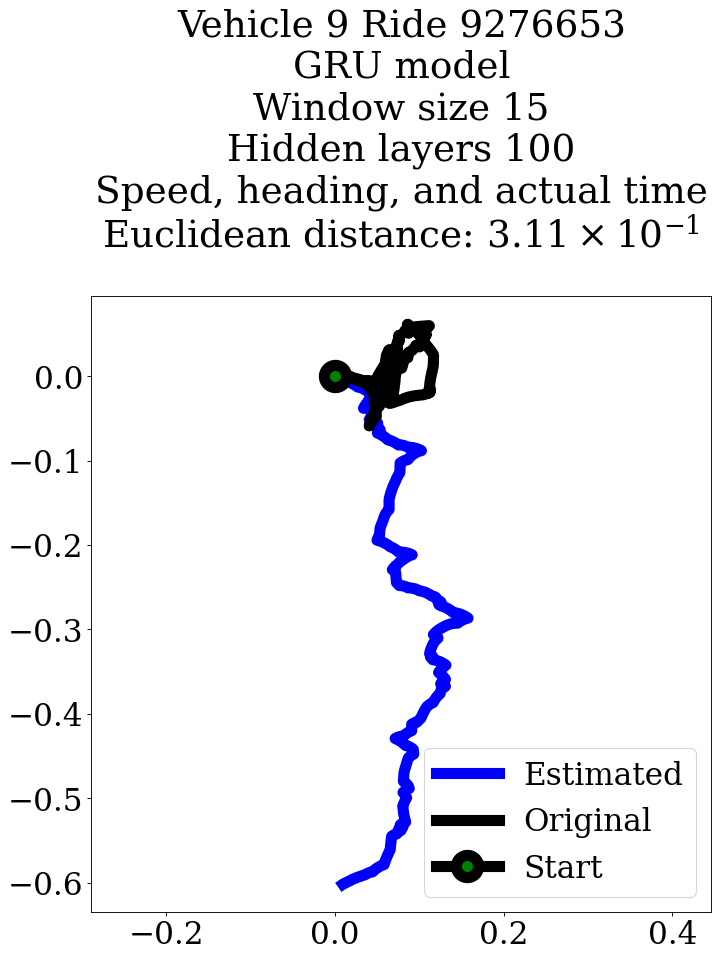 Vehicle 9 Ride 9276653
GRU model
Window size 15
Hidden layers 100
Speed, heading, and actual time
Euclidean distance: 3.11 × 10⁻¹
0.0
−0.1
−0.2
−0.3
−0.4
−0.5
−0.6
Estimated
Original
Start
−0.2
0.0
0.2
0.4